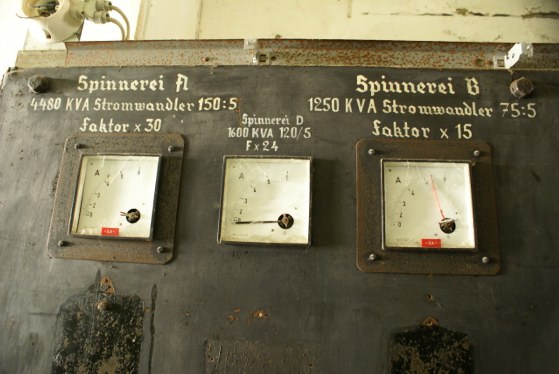 Spinnerei A
4480 KVA Stromwandler 150:5
Faktor x 30
Spinnerei D
1600 KVA 120/5
F x 24
Spinnerei B
1250 KVA Stromwandler 75:5
Faktor x 15
A
A
A